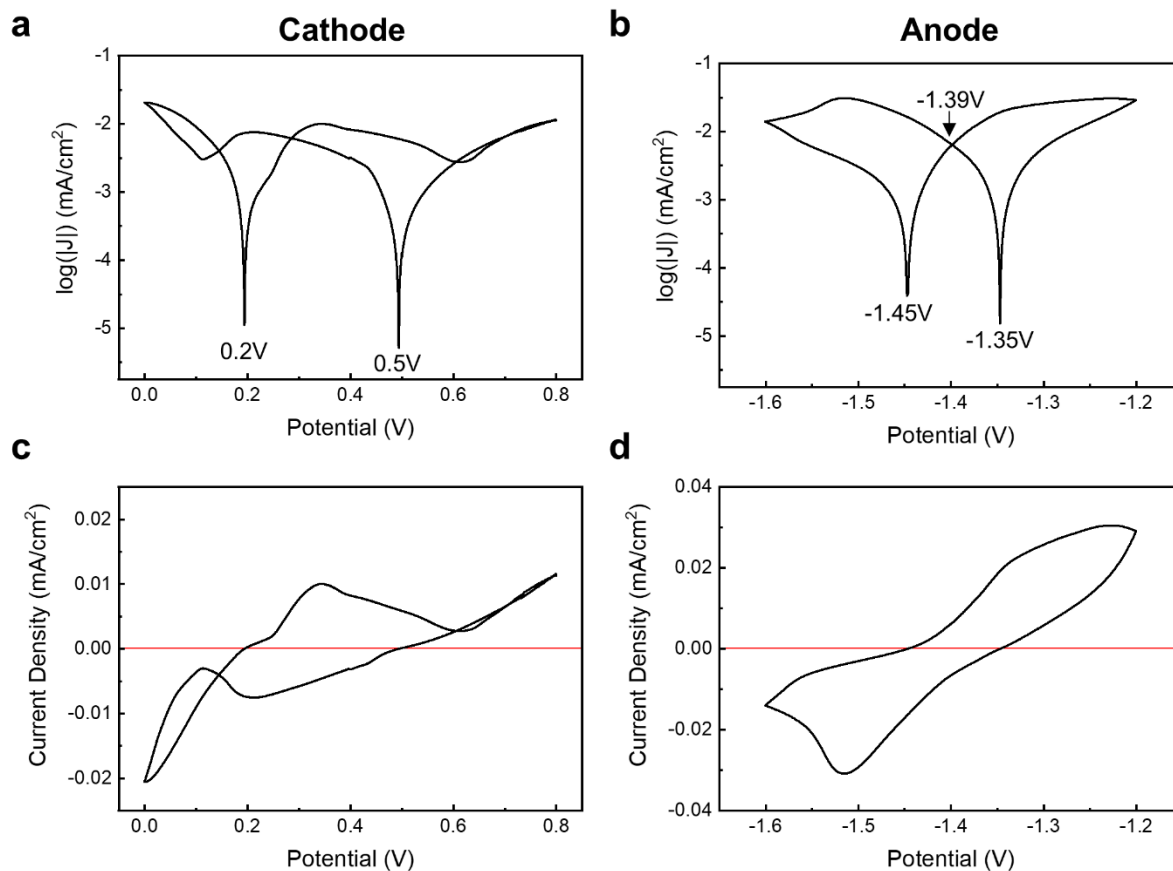 a
Cathode
-1
-2
-3
-4
-5
log(|J|) (mA/cm²)
0.2V
0.5V
0.0 0.2 0.4 0.6 0.8
Potential (V)
b
Anode
-1
-2
-3
-4
-5
log(|J|) (mA/cm²)
-1.39V
-1.45V
-1.35V
-1.6 -1.5 -1.4 -1.3 -1.2
Potential (V)
c
0.02
0.01
0.00
-0.01
-0.02
Current Density (mA/cm²)
0.0 0.2 0.4 0.6 0.8
Potential (V)
d
0.04
0.02
0.00
-0.02
-0.04
Current Density (mA/cm²)
-1.6 -1.5 -1.4 -1.3 -1.2
Potential (V)